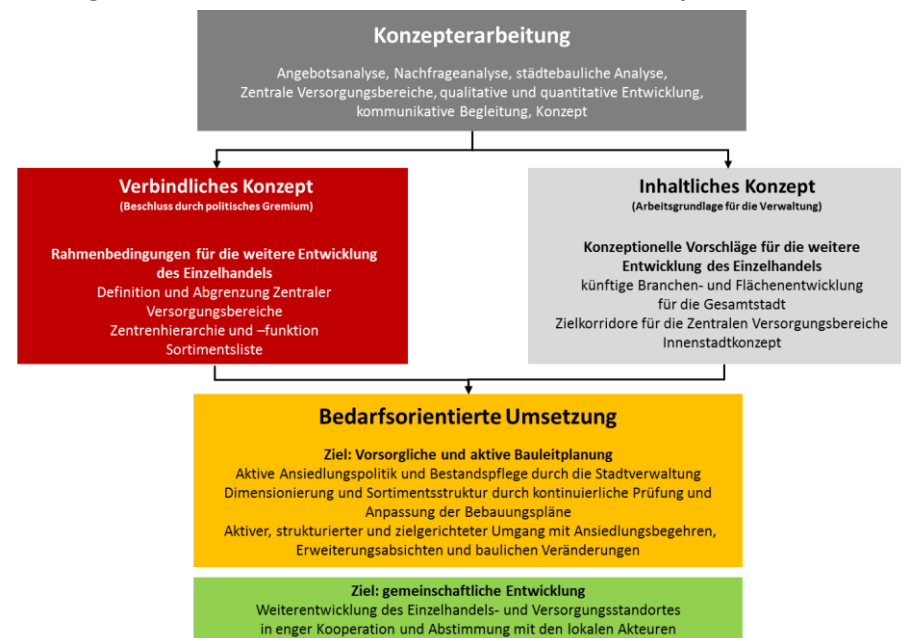 Konzepterarbeitung
Angebotsanalyse, Nachfrageanalyse, städtebauliche Analyse,
Zentrale Versorgungsbereiche, qualitative und quantitative Entwicklung,
kommunikative Begleitung, Konzept
Verbindliches Konzept
(Beschluss durch politisches Gremium)
Rahmenbedingungen für die weitere Entwicklung
des Einzelhandels
Definition und Abgrenzung Zentraler
Versorgungsbereiche
Zentrenhierarchie und –funktion
Sortimentsliste
Inhaltliches Konzept
(Arbeitsgrundlage für die Verwaltung)
Konzeptionelle Vorschläge für die weitere
Entwicklung des Einzelhandels
künftige Branchen- und Flächenentwicklung
für die Gesamtstadt
Zielkorridore für die Zentralen Versorgungsbereiche
Innenstadtkonzept
Bedarfsorientierte Umsetzung
Ziel: Vorsorgliche und aktive Bauleitplanung
Aktive Ansiedlungspolitik und Bestandspflege durch die Stadtverwaltung
Dimensionierung und Sortimentsstruktur durch kontinuierliche Prüfung und
Anpassung der Bebauungspläne
Aktiver, strukturierter und zielgerichteter Umgang mit Ansiedlungsbegehren,
Erweiterungsabsichten und baulichen Veränderungen
Ziel: gemeinschaftliche Entwicklung
Weiterentwicklung des Einzelhandels- und Versorgungsstandortes
in enger Kooperation und Abstimmung mit den lokalen Akteuren